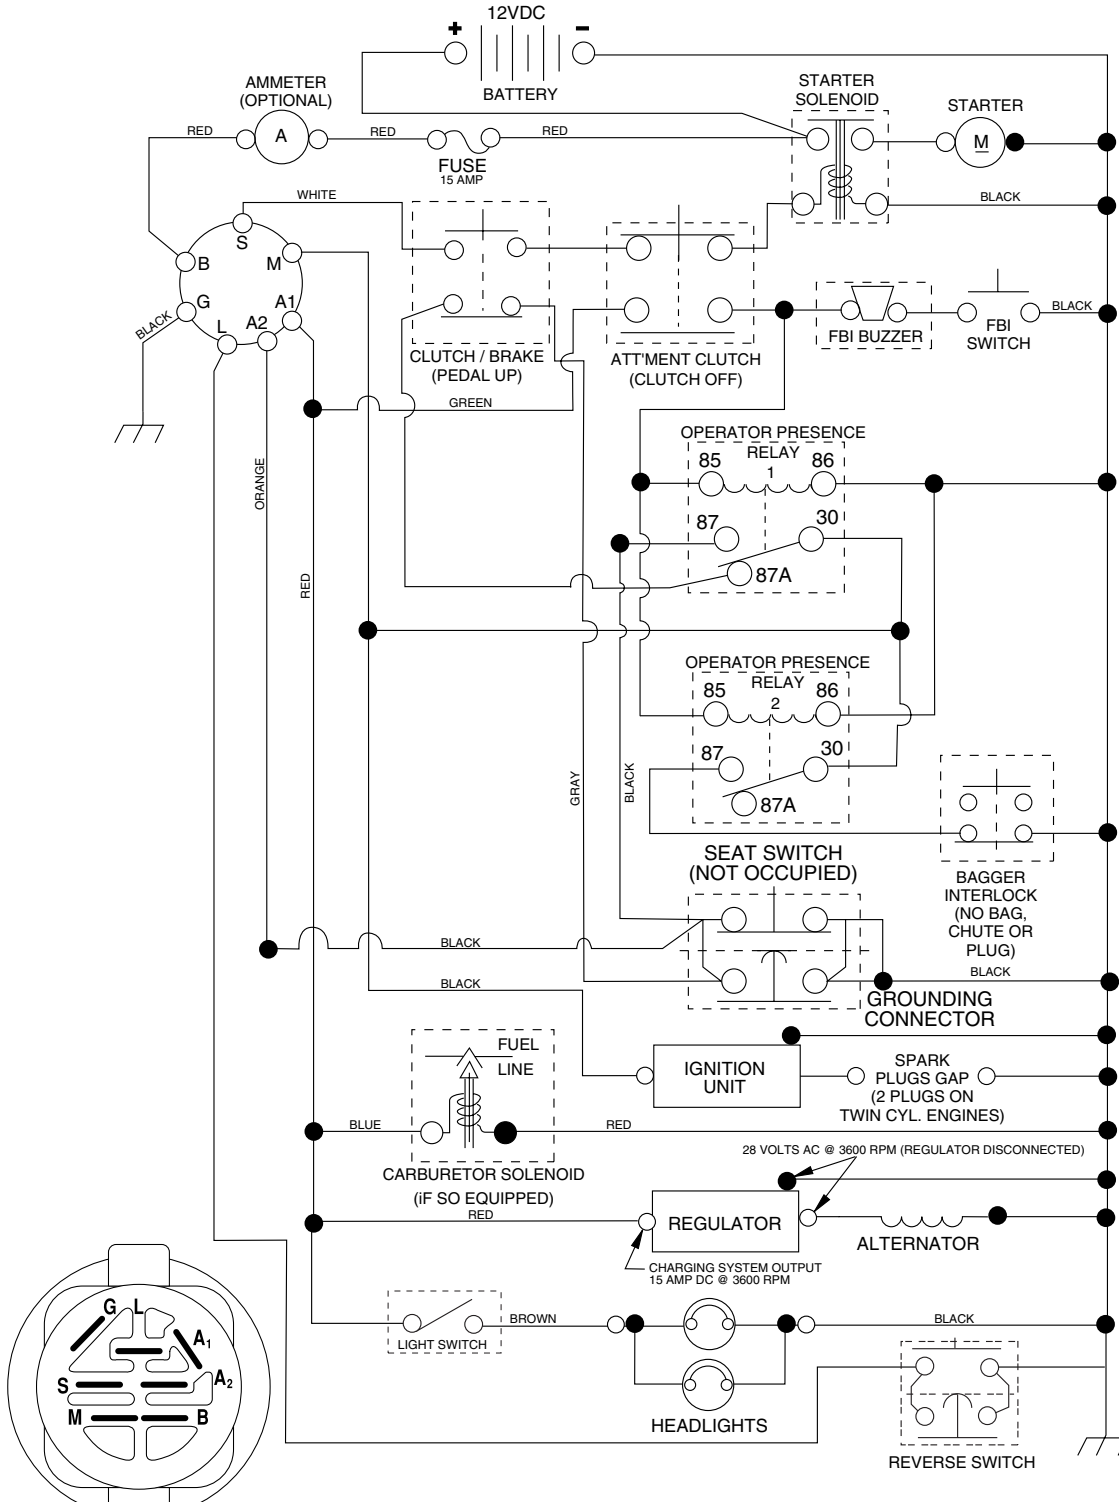 12VDC
+
–
BATTERY
AMMETER
(OPTIONAL)
STARTER
SOLENOID
STARTER
RED
A
RED
RED
M
FUSE
15 AMP
WHITE
BLACK
S
B
M
G
A1
L
A2
BLACK
CLUTCH / BRAKE
(PEDAL UP)
ATT'MENT CLUTCH
(CLUTCH OFF)
FBI BUZZER
FBI
SWITCH
BLACK
GREEN
OPERATOR PRESENCE
RELAY
1
85
86
87
30
87A
ORANGE
RED
OPERATOR PRESENCE
RELAY
2
85
86
87
30
87A
GRAY
BLACK
SEAT SWITCH
(NOT OCCUPIED)
BAGGER
INTERLOCK
(NO BAG,
CHUTE OR
PLUG)
BLACK
BLACK
BLACK
GROUNDING
CONNECTOR
FUEL
LINE
IGNITION
UNIT
SPARK
PLUGS GAP
(2 PLUGS ON
TWIN CYL. ENGINES)
BLUE
RED
CARBURETOR SOLENOID
(iF SO EQUIPPED)
28 VOLTS AC @ 3600 RPM (REGULATOR DISCONNECTED)
RED
REGULATOR
ALTERNATOR
CHARGING SYSTEM OUTPUT
15 AMP DC @ 3600 RPM
BROWN
LIGHT SWITCH
BLACK
HEADLIGHTS
REVERSE SWITCH
G
L
A1
A2
S
M
B